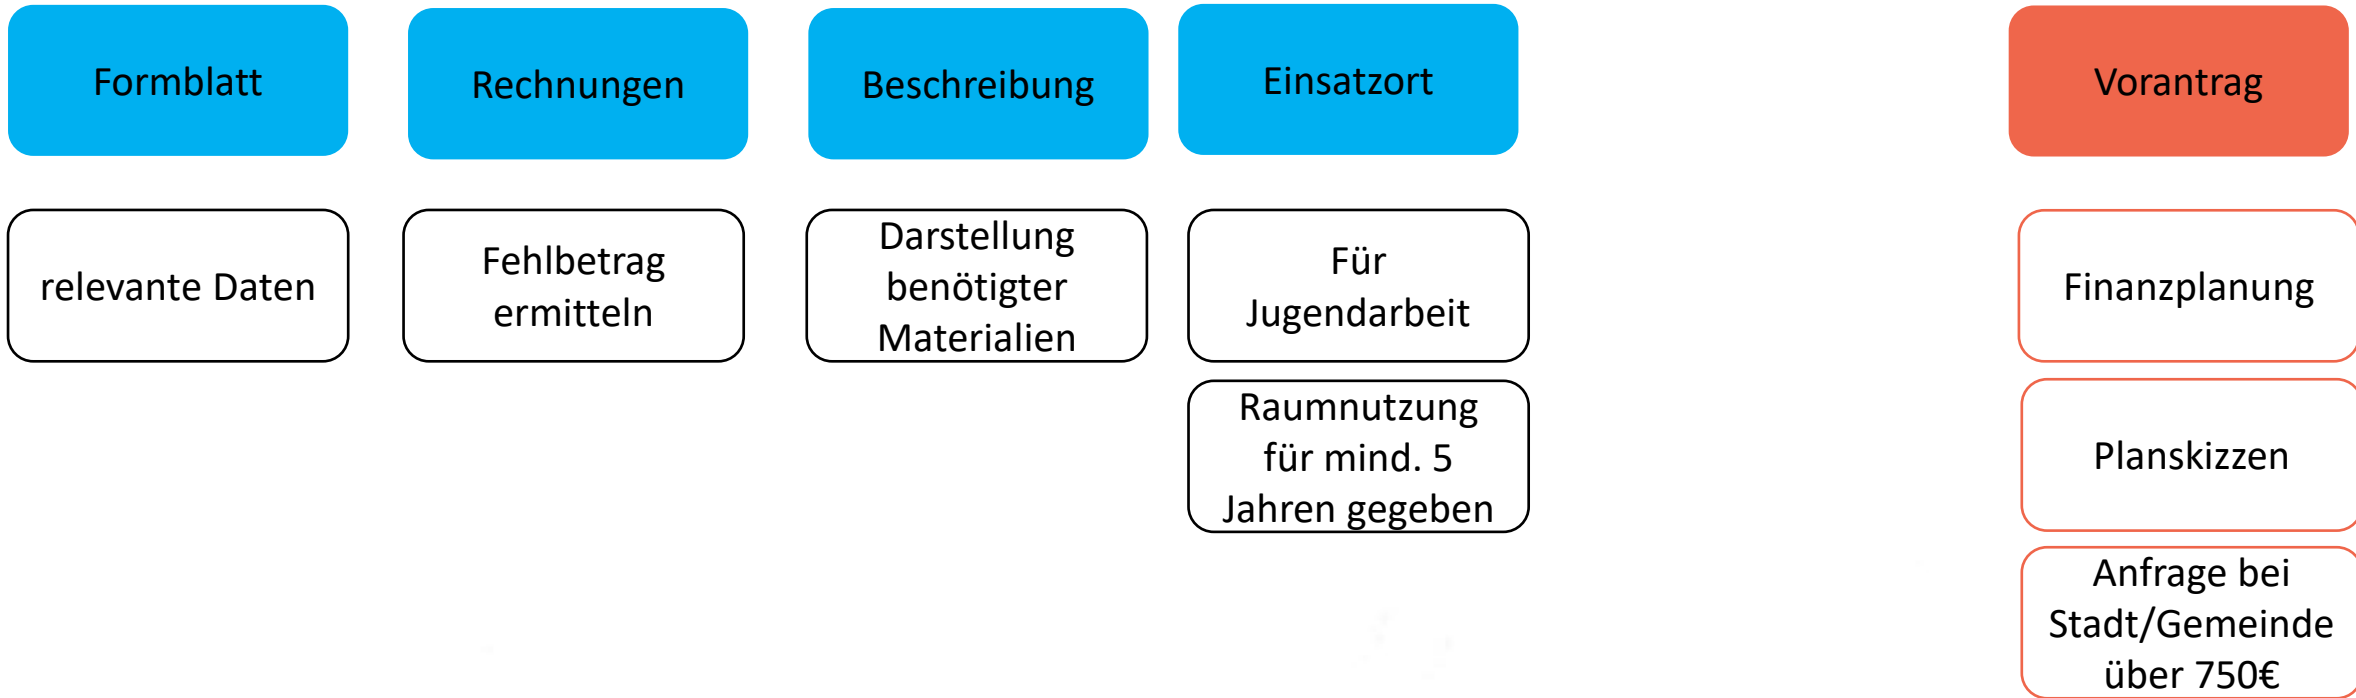 Formblatt
Rechnungen
Beschreibung
Einsatzort
Vorantrag
relevante Daten
Fehlbetrag
ermitteln
Darstellung
benötigter
Materialien
Für
Jugendarbeit
Finanzplanung
Raumnutzung
für mind. 5
Jahren gegeben
Planskizzen
Anfrage bei
Stadt/Gemeinde
über 750€